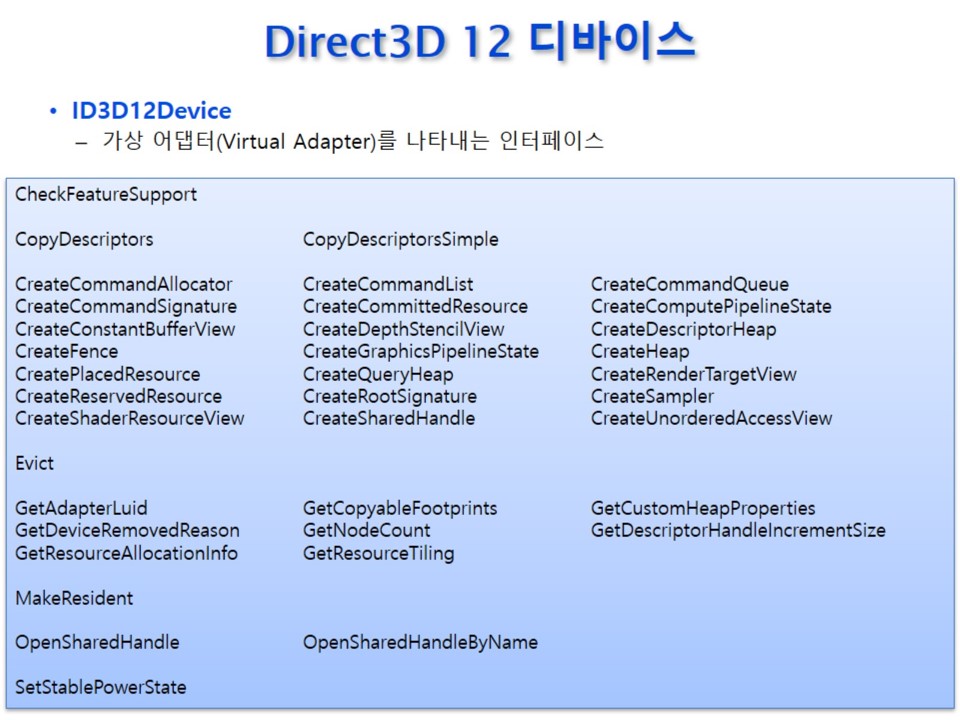 Direct3D 12 디바이스
• ID3D12Device
– 가상 어댑터(Virtual Adapter)를 나타내는 인터페이스
CheckFeatureSupport
CopyDescriptors CopyDescriptorsSimple
CreateCommandAllocator CreateCommandList CreateCommandQueue
CreateCommandSignature CreateCommittedResource CreateComputePipelineState
CreateConstantBufferView CreateDepthStencilView CreateDescriptorHeap
CreateFence CreateGraphicsPipelineState CreateHeap
CreatePlacedResource CreateQueryHeap CreateRenderTargetView
CreateReservedResource CreateRootSignature CreateSampler
CreateShaderResourceView CreateSharedHandle CreateUnorderedAccessView
Evict
GetAdapterLuid GetCopyableFootprints GetCustomHeapProperties
GetDeviceRemovedReason GetNodeCount GetDescriptorHandleIncrementSize
GetResourceAllocationInfo GetResourceTiling
MakeResident
OpenSharedHandle OpenSharedHandleByName
SetStablePowerState